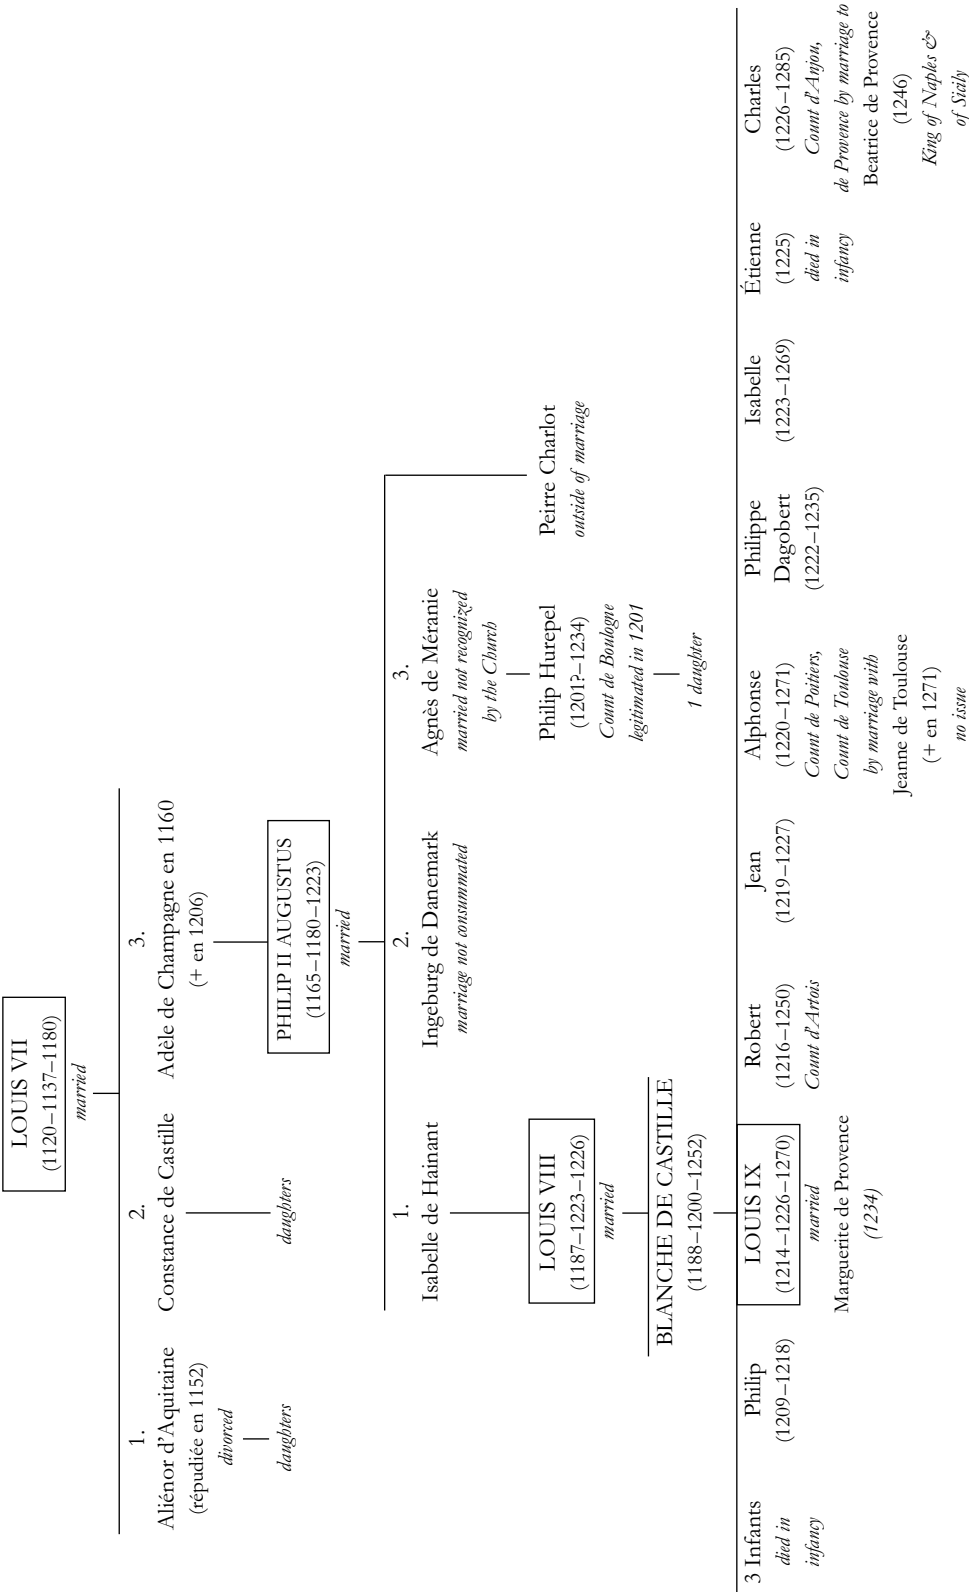 LOUIS VII
(1120–1137–1180)
married
1.
Aliénor d'Aquitaine
(répudiée en 1152)
divorced
daughters
2.
Constance de Castille
daughters
3.
Adèle de Champagne en 1160
(+ en 1206)
PHILIP II AUGUSTUS
(1165–1180–1223)
married
1.
Isabelle de Hainant
LOUIS VIII
(1187–1223–1226)
married
BLANCHE DE CASTILLE
(1188–1200–1252)
2.
Ingeburg de Danemark
marriage not consummated
3.
Agnès de Méranie
married not recognized
by the Church
Philip Hurepel
(1201?–1234)
Count de Boulogne
legitimated in 1201
1 daughter
Peirre Charlot
outside of marriage
3 Infants
died in
infancy
Philip
(1209–1218)
LOUIS IX
(1214–1226–1270)
married
Marguerite de Provence
(1234)
Robert
(1216–1250)
Count d'Artois
Jean
(1219–1227)
Alphonse
(1220–1271)
Count de Poitiers,
Count de Toulouse
by marriage with
Jeanne de Toulouse
(+ en 1271)
no issue
Philippe
Dagobert
(1222–1235)
Isabelle
(1223–1269)
Étienne
(1225)
died in
infancy
Charles
(1226–1285)
Count d'Anjou,
de Provence by marriage to
Beatrice de Provence
(1246)
King of Naples &
of Sicily